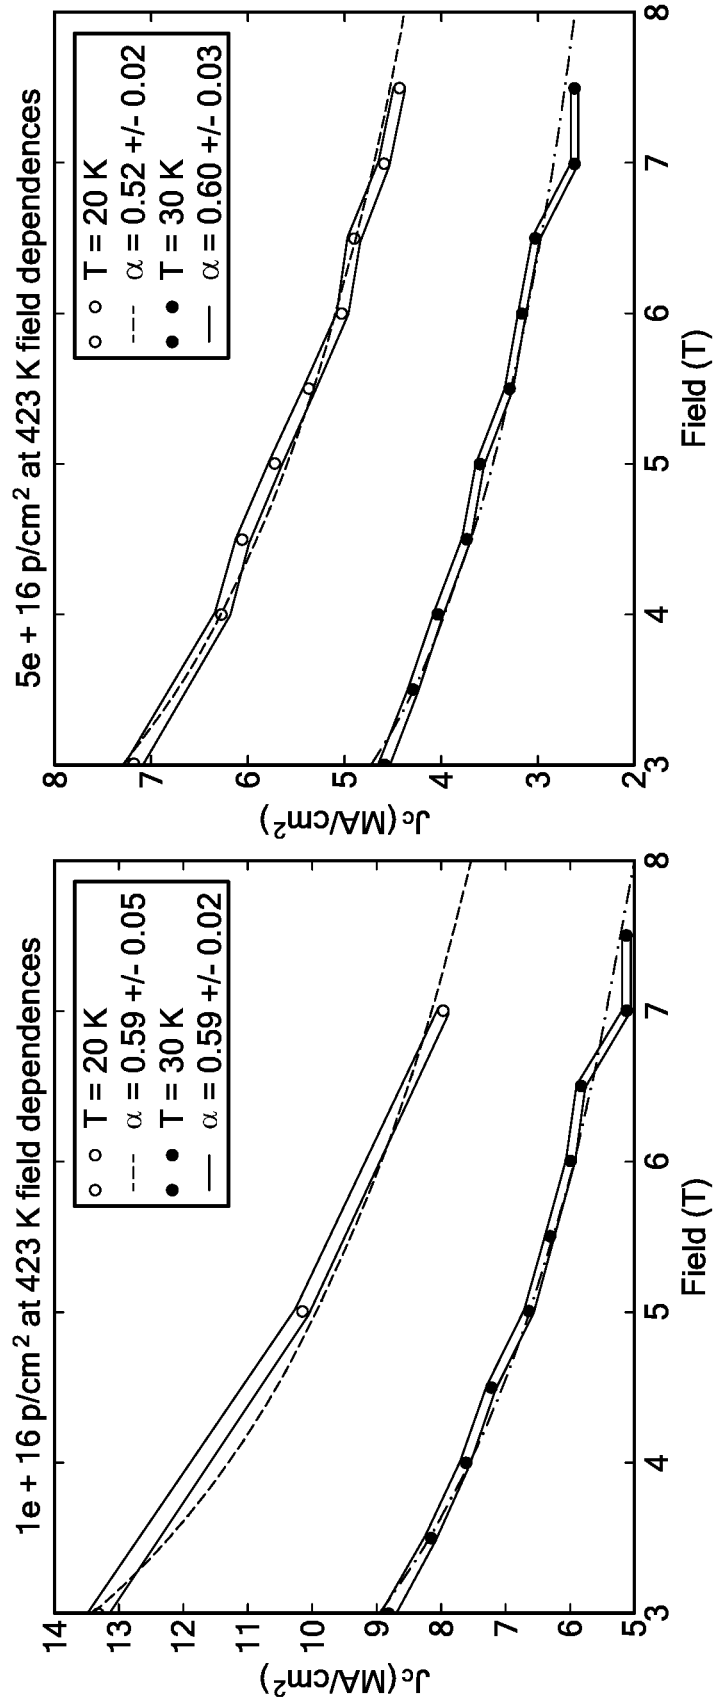 1e + 16 p/cm² at 423 K field dependences
T = 20 K
α = 0.59 +/- 0.05
T = 30 K
α = 0.59 +/- 0.02
14
13
12
11
10
9
8
7
6
5
Jc(MA/cm²)
3
4
5
6
7
8
Field (T)
5e + 16 p/cm² at 423 K field dependences
T = 20 K
α = 0.52 +/- 0.02
T = 30 K
α = 0.60 +/- 0.03
8
7
6
5
4
3
2
Jc(MA/cm²)
3
4
5
6
7
8
Field (T)